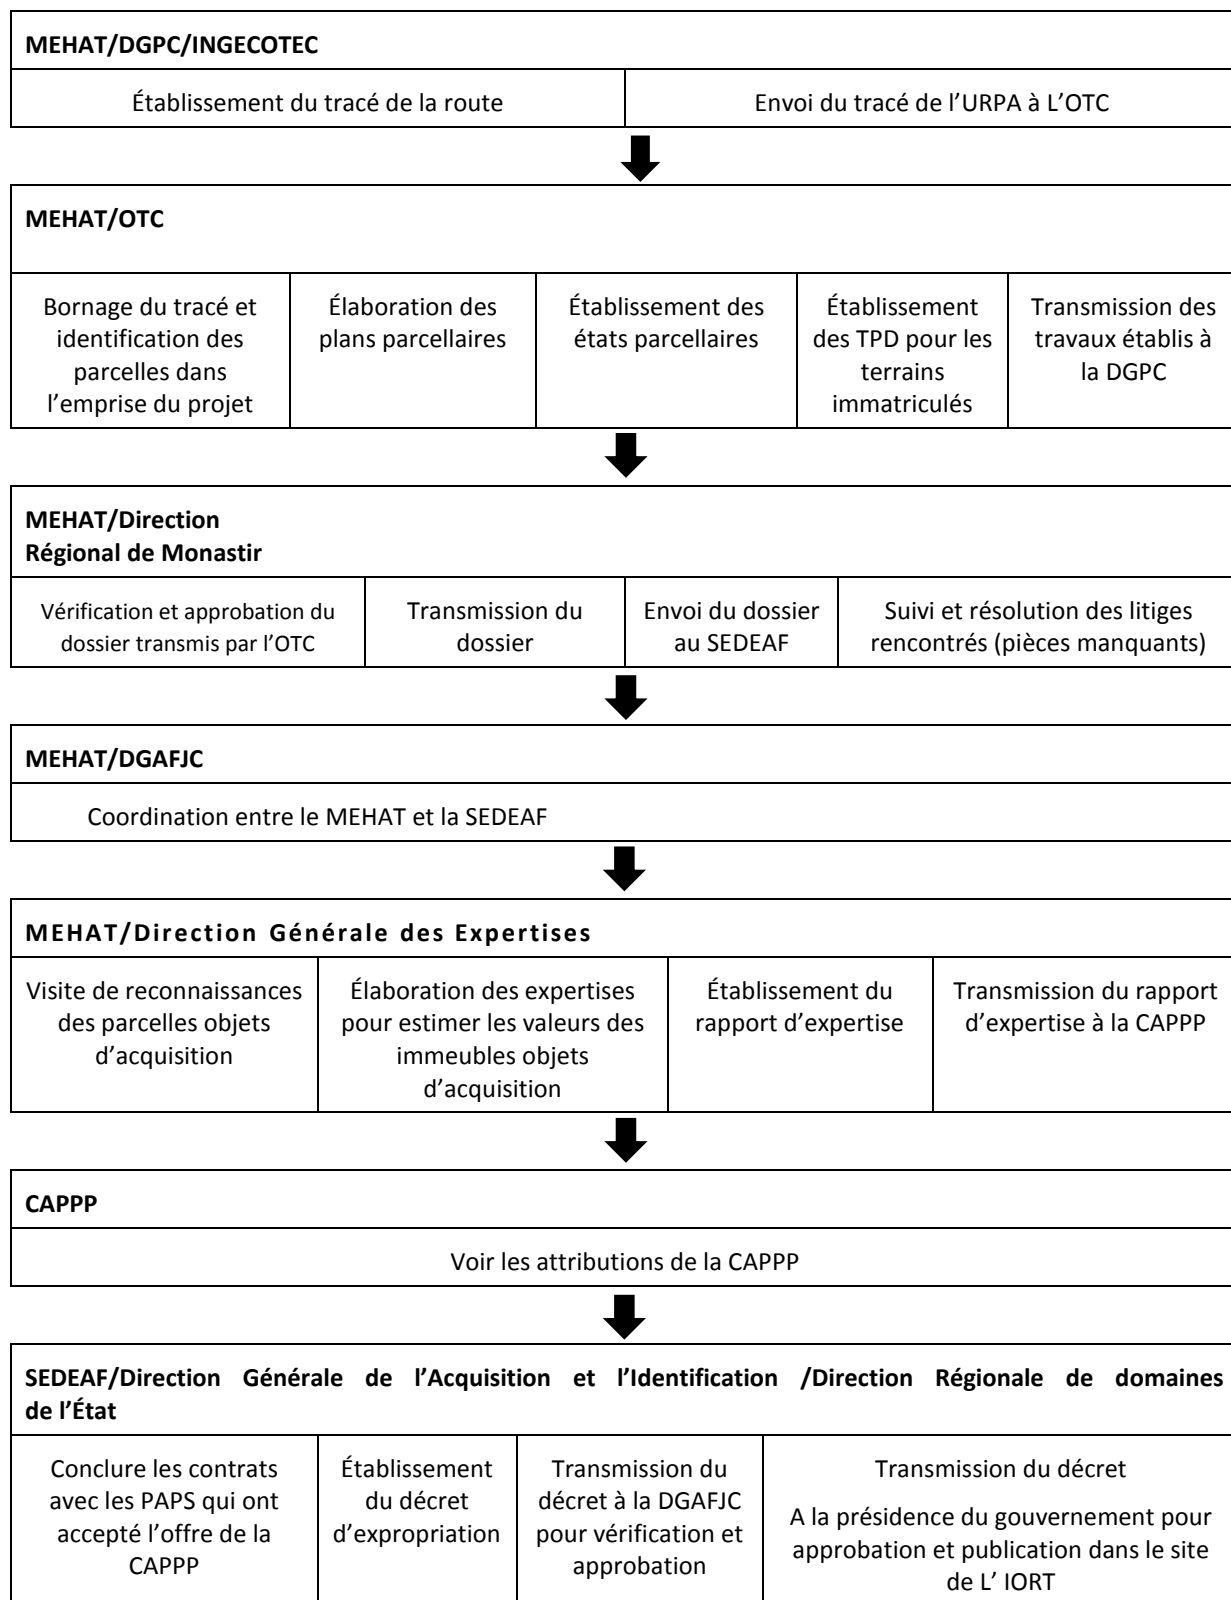 MEHAT/DGPC/INGECOTEC
Établissement du tracé de la route
Envoi du tracé de l’URPA à L’OTC
MEHAT/OTC
Bornage du tracé et
identification des
parcelles dans
l’emprise du projet
Élaboration des
plans parcellaires
Établissement des
états parcellaires
Établissement
des TPD pour les
terrains
immatriculés
Transmission des
travaux établis à
la DGPC
MEHAT/Direction
Régional de Monastir
Vérification et approbation du
dossier transmis par l’OTC
Transmission du
dossier
Envoi du dossier
au SEDEAF
Suivi et résolution des litiges
rencontrés (pièces manquants)
MEHAT/DGAFJC
Coordination entre le MEHAT et la SEDEAF
MEHAT/Direction Générale des Expertises
Visite de reconnaissances
des parcelles objets
d’acquisition
Élaboration des expertises
pour estimer les valeurs des
immeubles objets
d’acquisition
Établissement du
rapport d’expertise
Transmission du rapport
d’expertise à la CAPPP
CAPPP
Voir les attributions de la CAPPP
SEDEAF/Direction Générale de l’Acquisition et l’Identification /Direction Régionale de domaines
de l’État
Conclure les contrats
avec les PAPS qui ont
accepté l’offre de la
CAPPP
Établissement
du décret
d’expropriation
Transmission du
décret à la DGAFJC
pour vérification et
approbation
Transmission du décret
A la présidence du gouvernement pour
approbation et publication dans le site
de L’ IORT